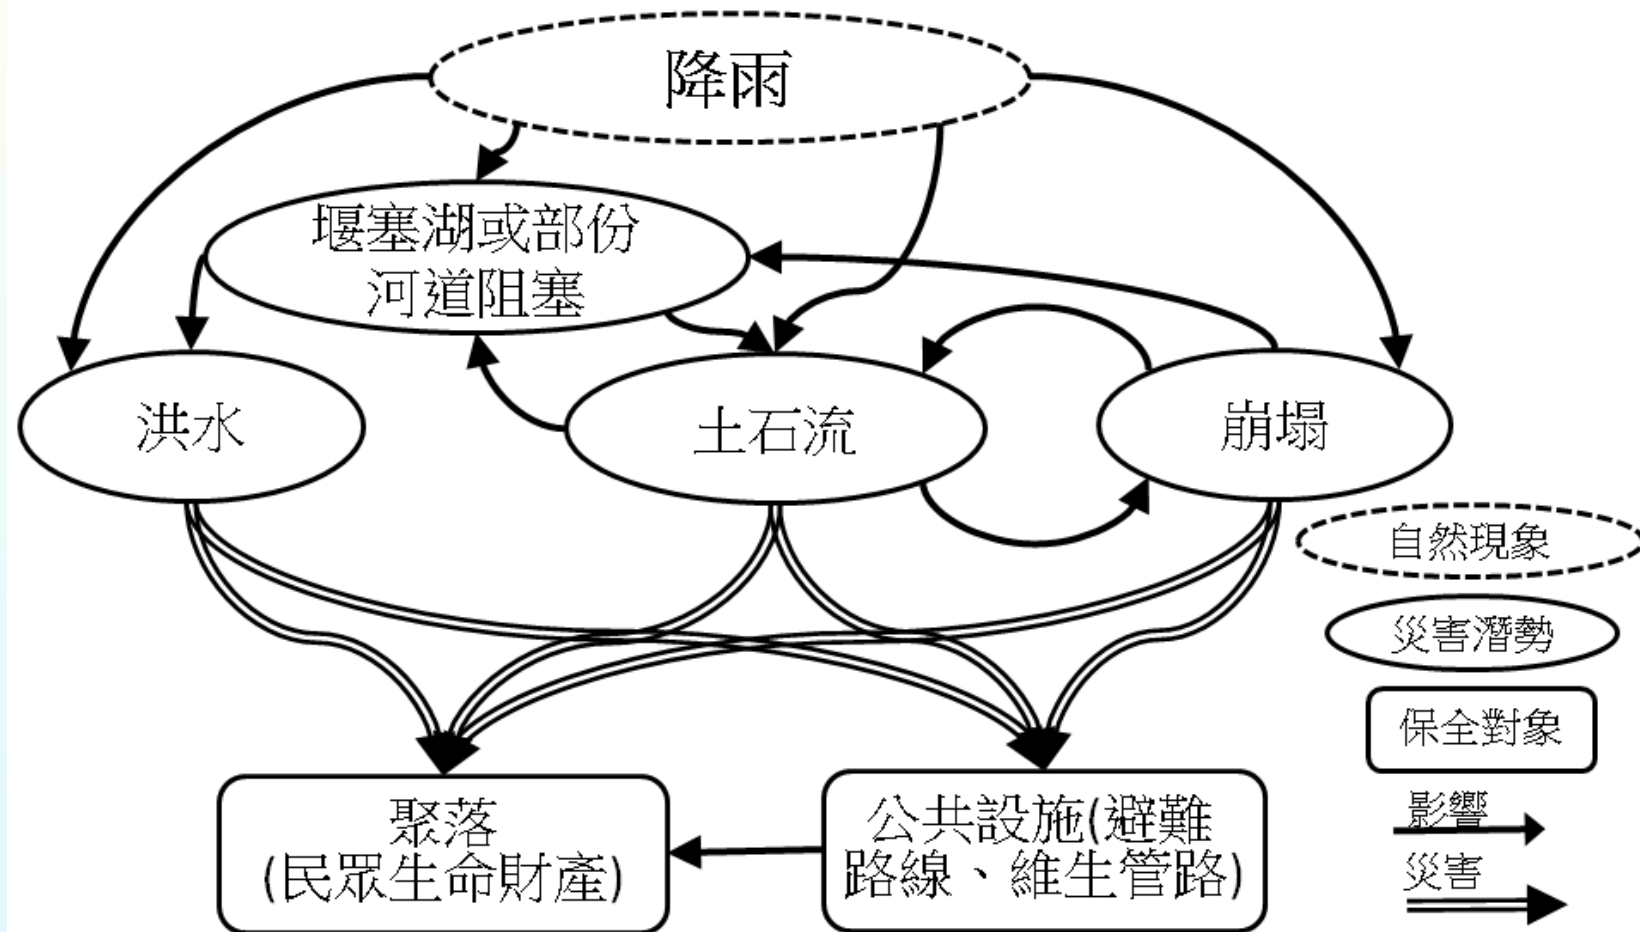 降雨
堰塞湖或部份
河道阻塞
洪水
土石流
崩塌
自然現象
災害潛勢
保全對象
影響
災害
聚落
(民眾生命財產)
公共設施(避難
路線、維生管路)